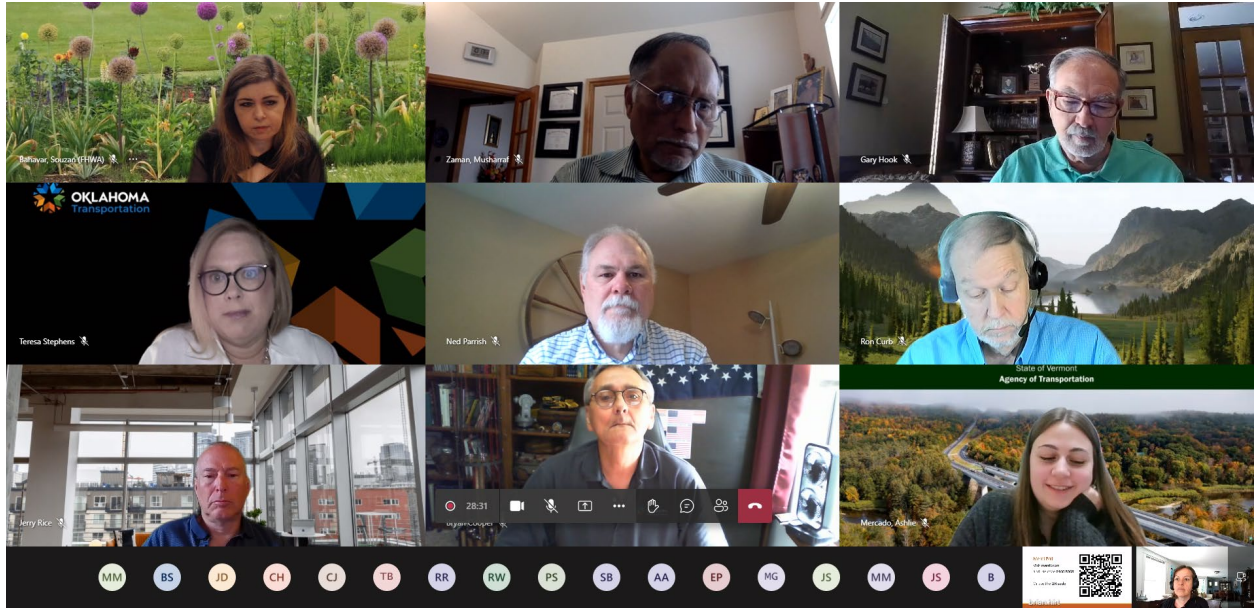 Bahavar, Souzan (FHWA)
Zaman, Musharraf
Gary Hook
OKLAHOMA
Transportation
Teresa Stephens
Ned Parrish
Ron Curb
State of Vermont
Agency of Transportation
Jerry Rice
28:31
Bryan Cooper
Mercado, Ashlie
MM BS JD CH CJ TB RR RW PS SB AA EP MG JS MM JS B